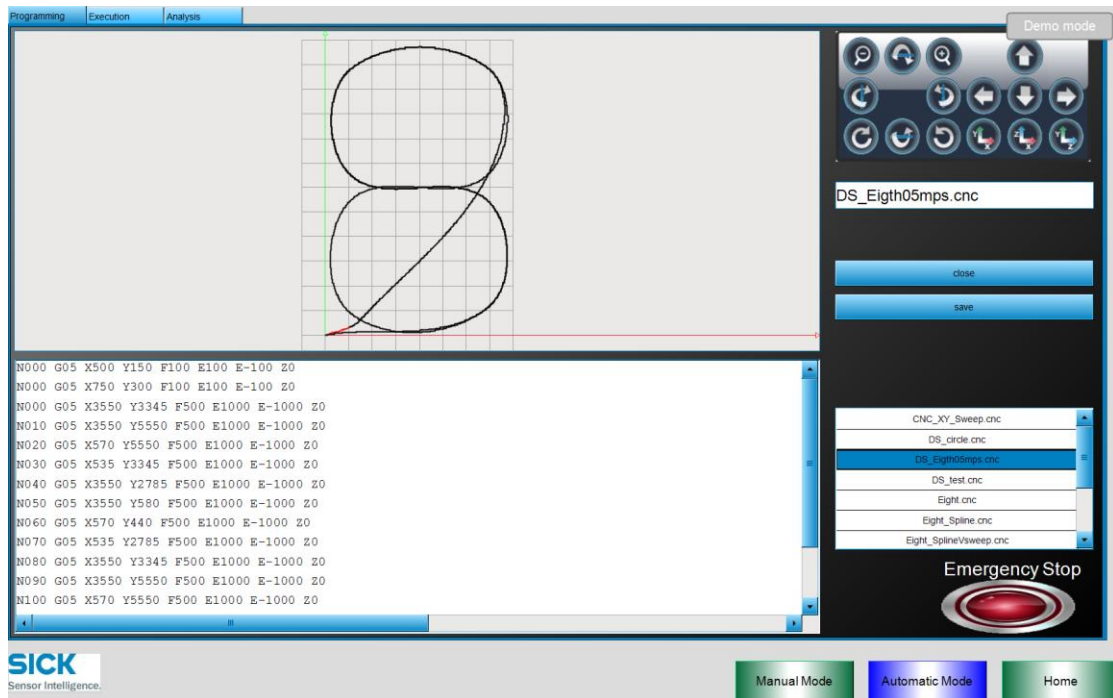 Programming Execution Analysis
Demo mode
DS_Eigth05mps.cnc
close
save
N000 G05 X500 Y150 F100 E100 E-100 Z0
N000 G05 X750 Y300 F100 E100 E-100 Z0
N000 G05 X3550 Y3345 F500 E1000 E-1000 Z0
N010 G05 X3550 Y5550 F500 E1000 E-1000 Z0
N020 G05 X570 Y5550 F500 E1000 E-1000 Z0
N030 G05 X535 Y3345 F500 E1000 E-1000 Z0
N040 G05 X3550 Y2785 F500 E1000 E-1000 Z0
N050 G05 X3550 Y580 F500 E1000 E-1000 Z0
N060 G05 X570 Y440 F500 E1000 E-1000 Z0
N070 G05 X535 Y2785 F500 E1000 E-1000 Z0
N080 G05 X3550 Y3345 F500 E1000 E-1000 Z0
N090 G05 X3550 Y5550 F500 E1000 E-1000 Z0
N100 G05 X570 Y5550 F500 E1000 E-1000 Z0
CNC_XY_Sweep.cnc
DS_circle.cnc
DS_Eigth05mps.cnc
DS_test.cnc
Eight.cnc
Eight_Spline.cnc
Eight_SplineVsweep.cnc
Emergency Stop
SICK
Sensor Intelligence.
Manual Mode Automatic Mode Home